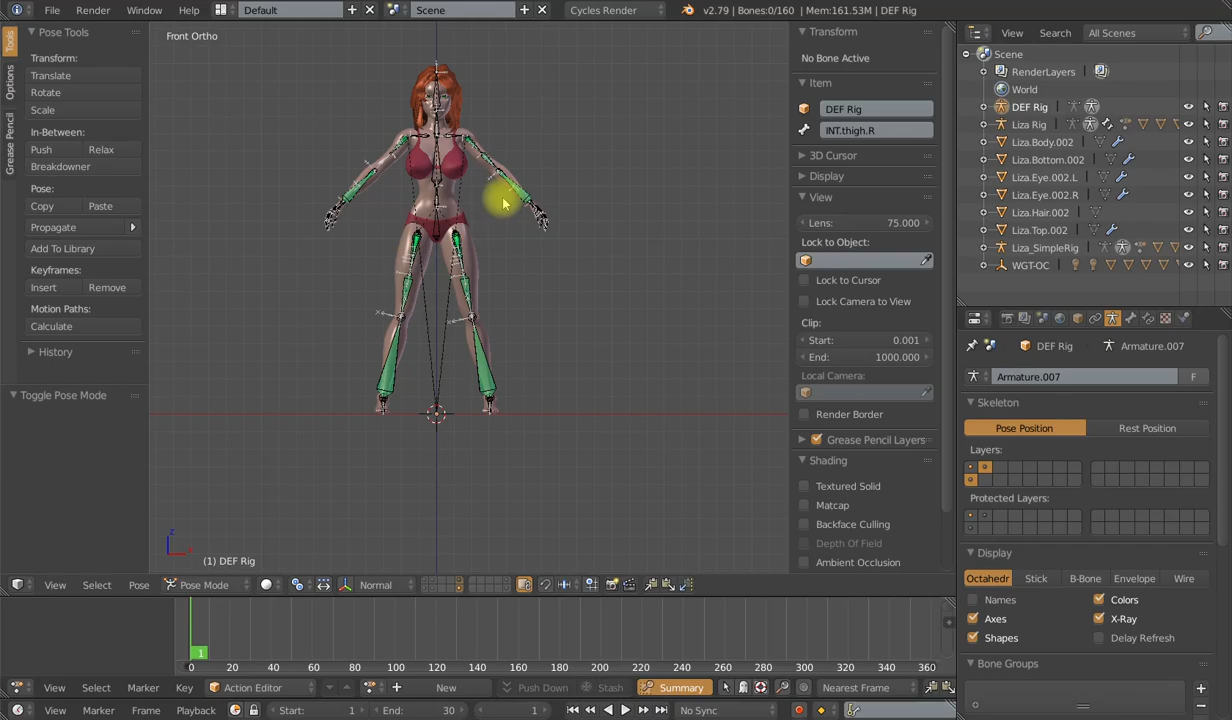 File Render Window Help Default Scene Cycles Render v2.79 | Bones:0/160 | Mem:161.53M | DEF Rig
Tools
Options
Grease Pencil
Pose Tools
Transform:
Translate
Rotate
Scale
In-Between:
Push Relax
Breakdowner
Pose:
Copy Paste
Propagate
Add To Library
Keyframes:
Insert Remove
Motion Paths:
Calculate
History
Toggle Pose Mode
Front Ortho
(1) DEF Rig
Transform
No Bone Active
Item
DEF Rig
INT.thigh.R
3D Cursor
Display
View
Lens: 75.000
Lock to Object:
Lock to Cursor
Lock Camera to View
Clip:
Start: 0.001
End: 1000.000
Local Camera:
Render Border
Grease Pencil Layers
Shading
Textured Solid
Matcap
Backface Culling
Depth Of Field
Ambient Occlusion
View Search All Scenes
Scene
RenderLayers
World
DEF Rig
Liza Rig
Liza.Body.002
Liza.Bottom.002
Liza.Eye.002.L
Liza.Eye.002.R
Liza.Hair.002
Liza.Top.002
Liza_SimpleRig
WGT-OC
DEF Rig Armature.007
Armature.007 F
Skeleton
Pose Position Rest Position
Layers:
Protected Layers:
Display
Octahedr Stick B-Bone Envelope Wire
Names Colors
Axes X-Ray
Shapes Delay Refresh
Bone Groups
View Select Pose Pose Mode Normal
1
0 20 40 60 80 100 120 140 160 180 200 220 240 260 280 300 320 340 360
View Select Marker Key Action Editor New Push Down Stash Summary Nearest Frame
View Marker Frame Playback Start: 1 End: 30 1 No Sync